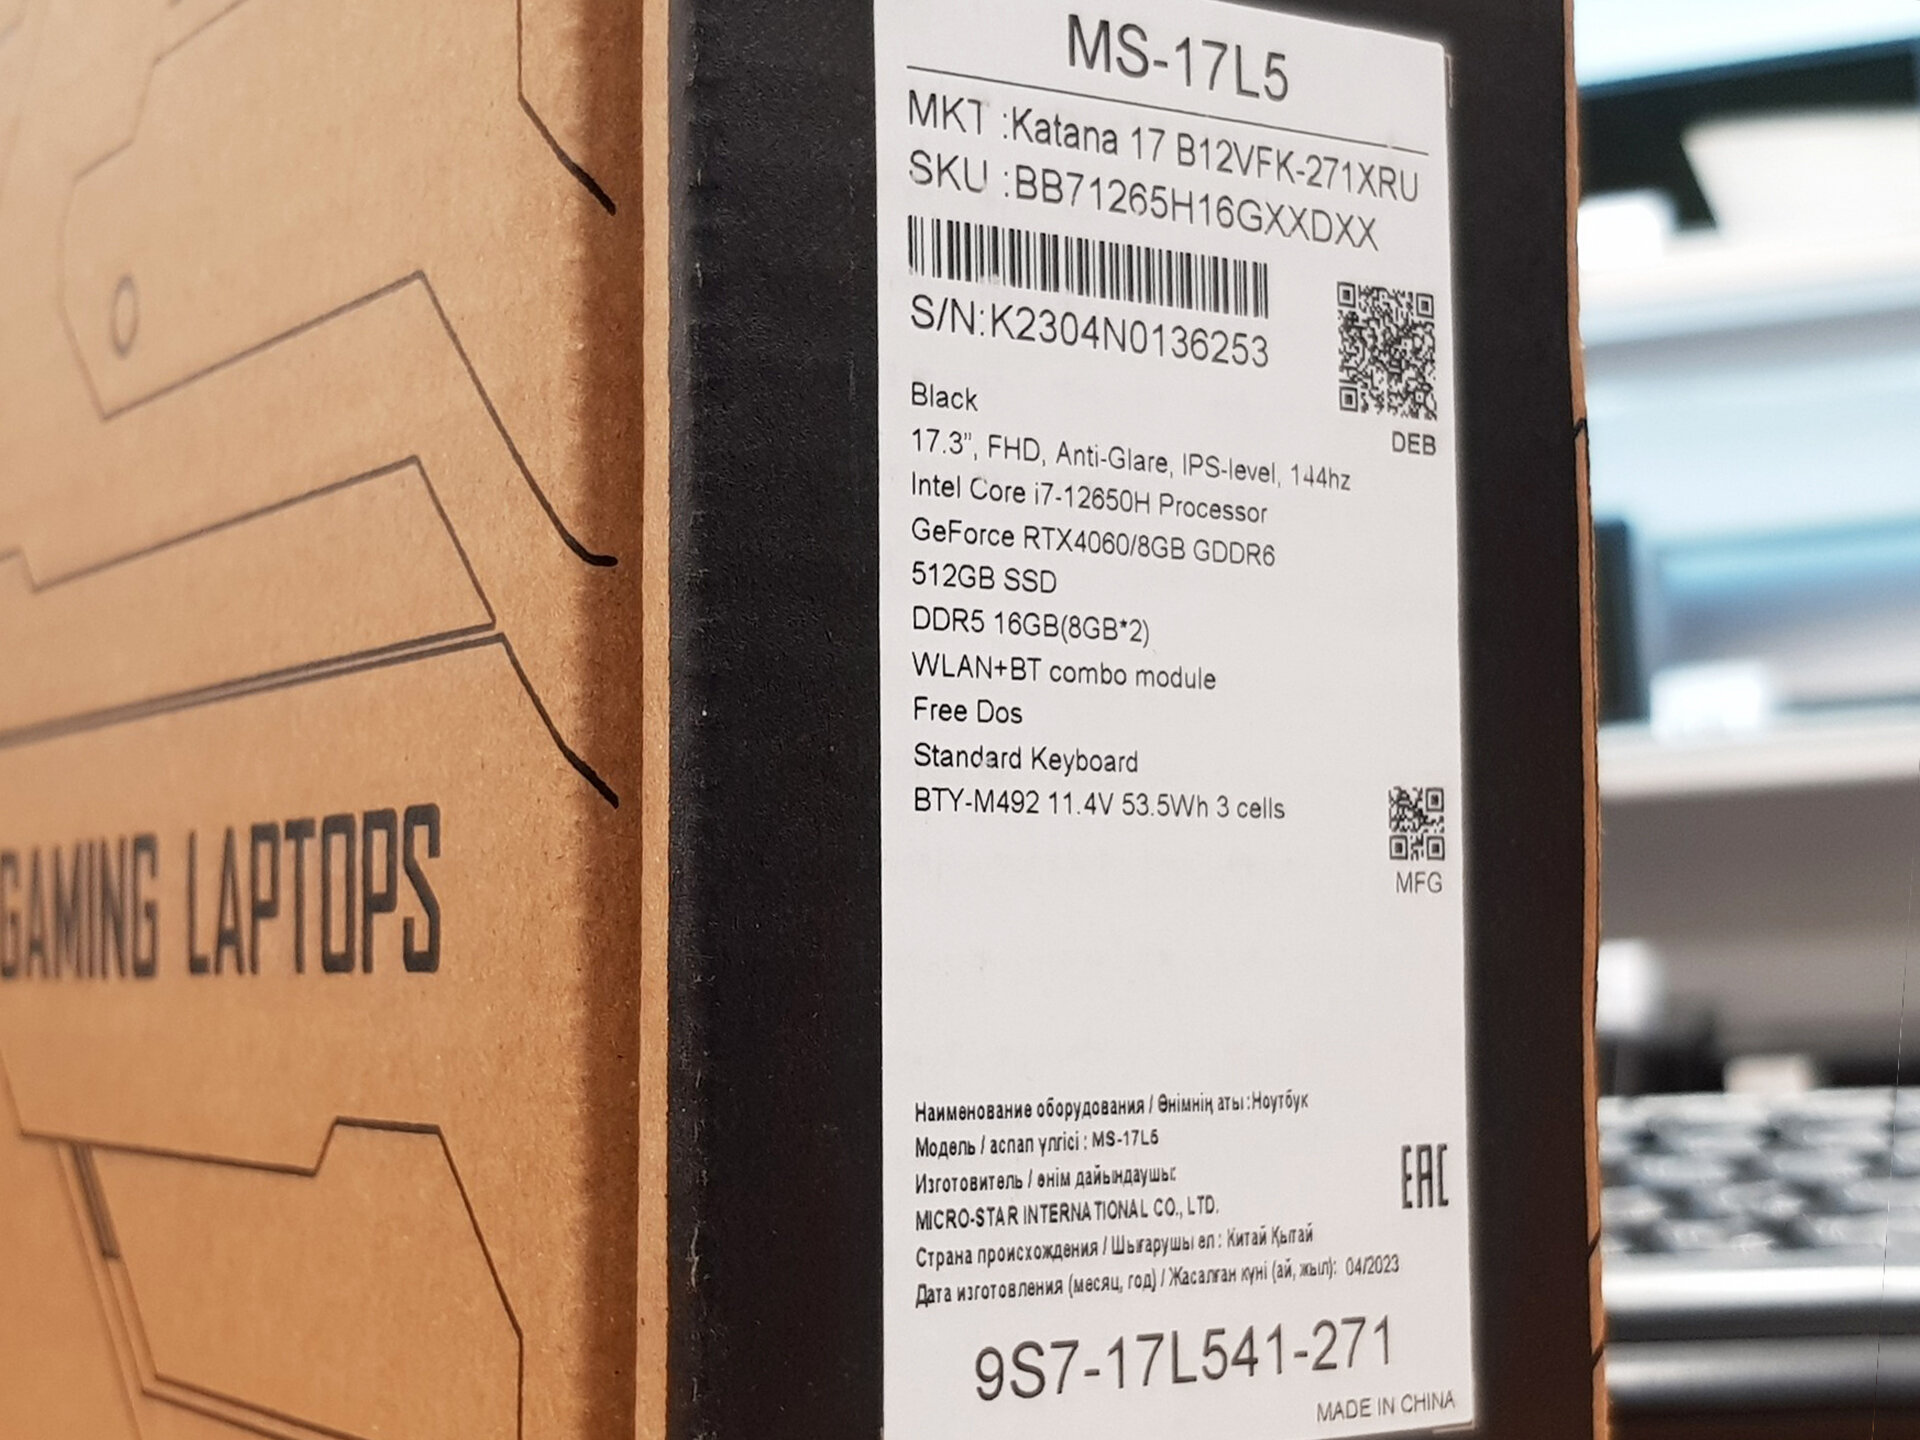 MS-17L5
MKT :Katana 17 B12VFK-271XRU
SKU :BB71265H16GXXDXX
S/N:K2304N0136253
DEB
Black
17.3", FHD, Anti-Glare, IPS-level, 144hz
Intel Core i7-12650H Processor
GeForce RTX4060/8GB GDDR6
512GB SSD
DDR5 16GB(8GB*2)
WLAN+BT combo module
Free Dos
Standard Keyboard
BTY-M492 11.4V 53.5Wh 3 cells
MFG
GAMING LAPTOPS
Наименование оборудования / Өнімнің аты :Ноутбук
Модель / аспап үлгісі : MS-17L5
Изготовитель / өнім дайындаушы:
MICRO-STAR INTERNATIONAL CO., LTD.
EAC
Страна происхождения / Шығарушы ел : Китай Қытай
Дата изготовления (месяц, год) / Жасалған күні (ай, жыл): 04/2023
9S7-17L541-271
MADE IN CHINA